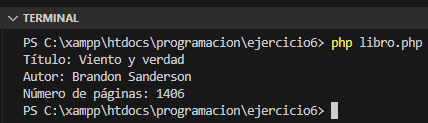 TERMINAL
PS C:\xampp\htdocs\programacion\ejercicio6> php libro.php
Título: Viento y verdad
Autor: Brandon Sanderson
Número de páginas: 1406
PS C:\xampp\htdocs\programacion\ejercicio6>